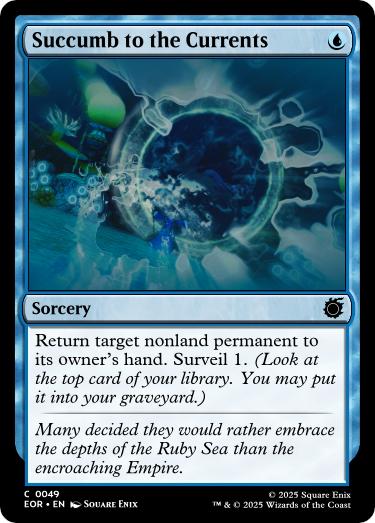 Succumb to the Currents
Sorcery
Return target nonland permanent to
its owner's hand. Surveil 1. (Look at
the top card of your library. You may put
it into your graveyard.)
Many decided they would rather embrace
the depths of the Ruby Sea than the
encroaching Empire.
C 0049
EOR • EN Square Enix
© 2025 Square Enix
™ & © 2025 Wizards of the Coast